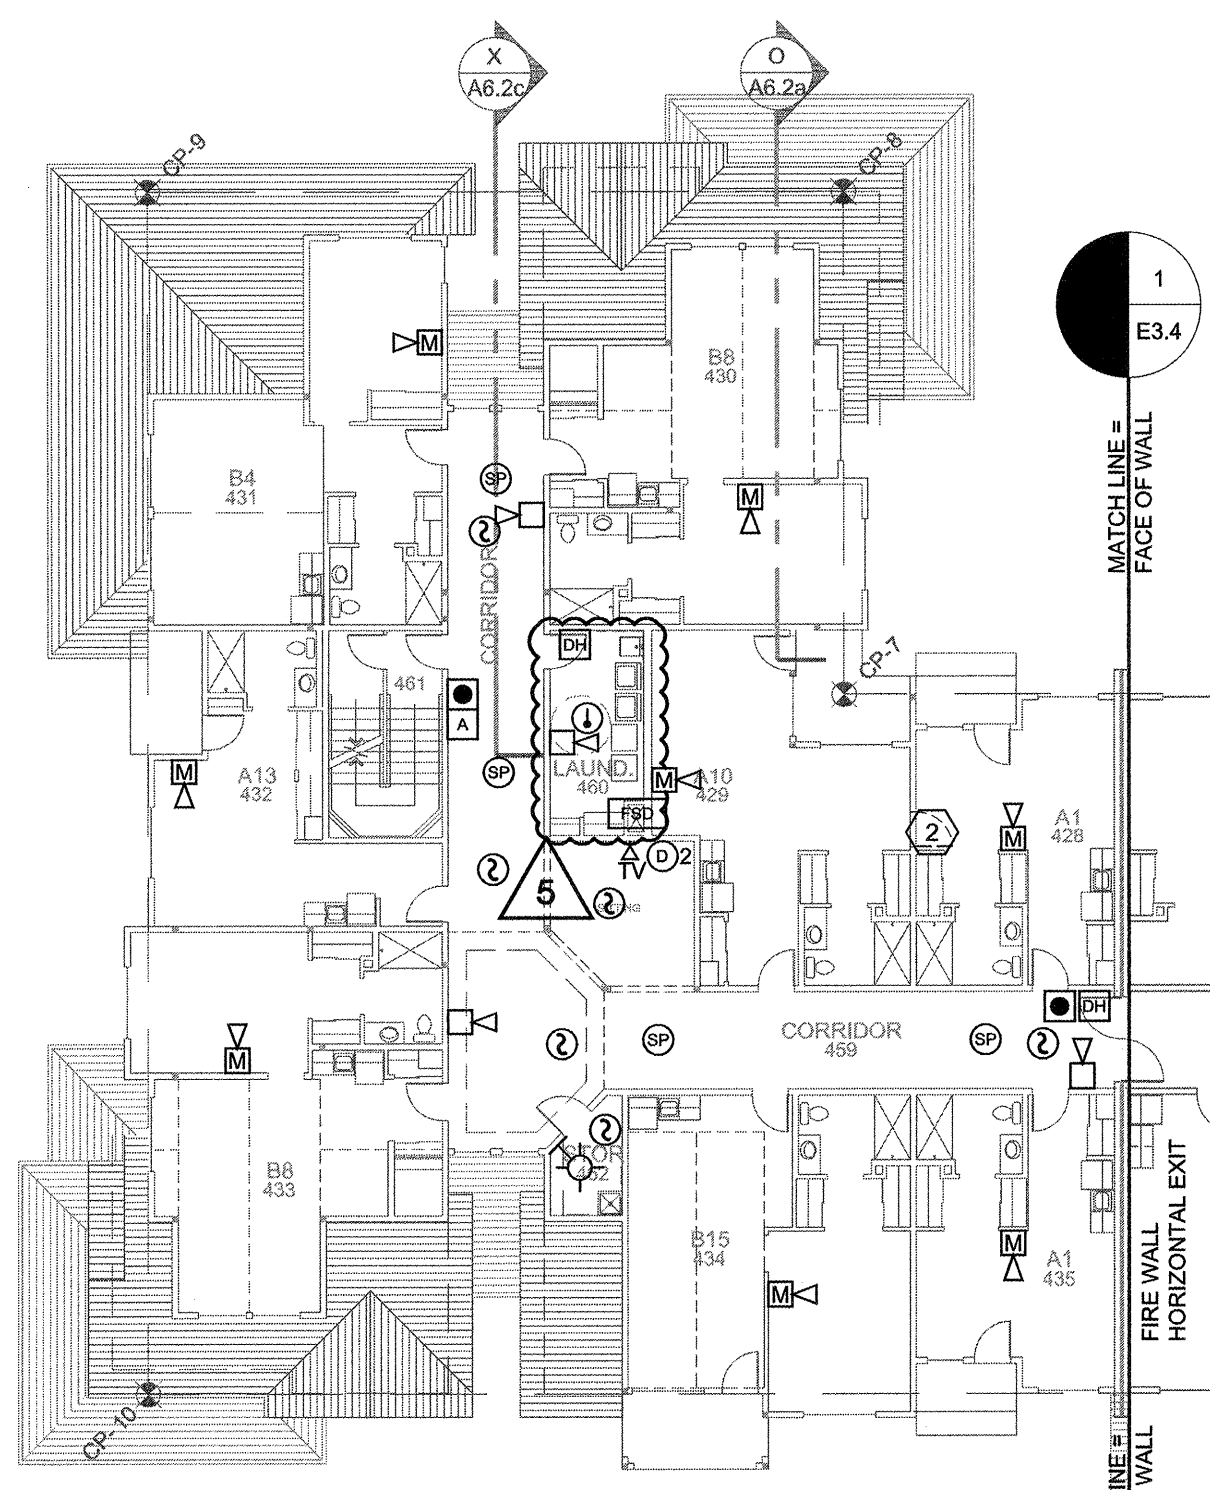 X
A6.2c
O
A6.2a
CP-9
CP-8
1
E3.4
MATCH LINE =
FACE OF WALL
M
B8
430
B4
431
SP
M
CORRIDOR
DH
461
A
CP-7
M
A13
432
SP
LAUND.
460
M
A10
429
FSD
TV
D
2
2
M
A1
428
5
SP
CORRIDOR
459
SP
DH
M
B8
433
STOR
462
B15
434
M
M
A1
435
FIRE WALL
HORIZONTAL EXIT
CP-10
INE =
WALL